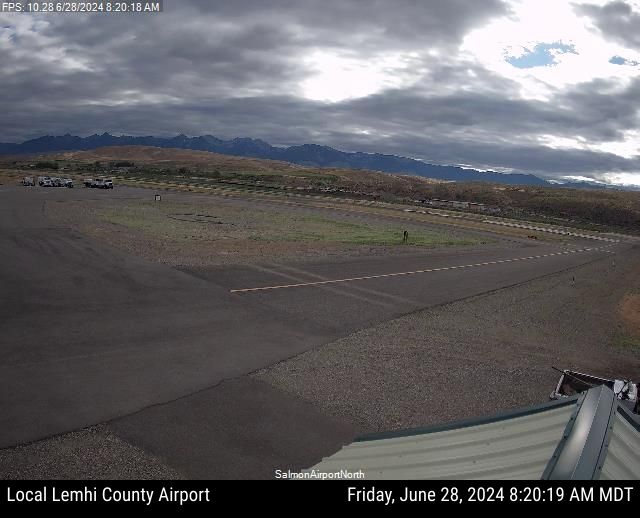 FPS: 10.28 6/28/2024 8:20:18 AM
SalmonAirportNorth
Local Lemhi County Airport Friday, June 28, 2024 8:20:19 AM MDT